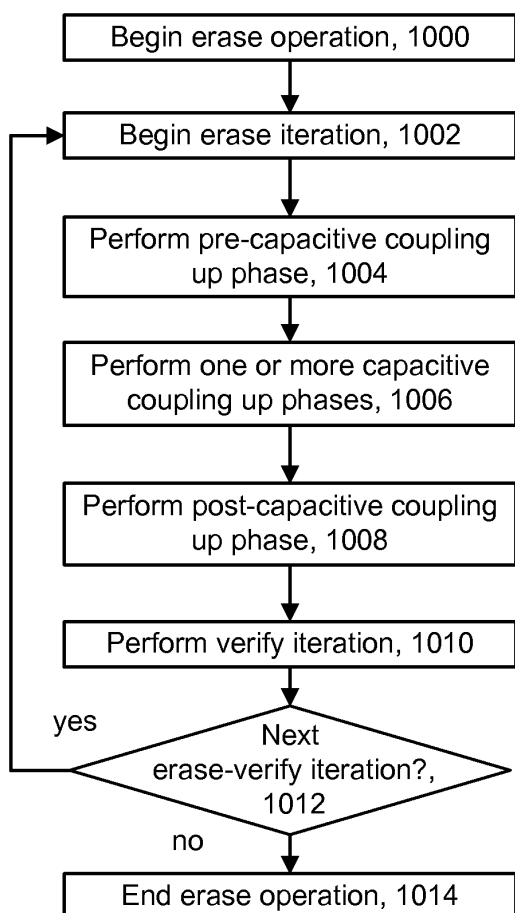 Begin erase operation, 1000
Begin erase iteration, 1002
Perform pre-capacitive coupling
up phase, 1004
Perform one or more capacitive
coupling up phases, 1006
Perform post-capacitive coupling
up phase, 1008
Perform verify iteration, 1010
yes
Next
erase-verify iteration?,
1012
no
End erase operation, 1014